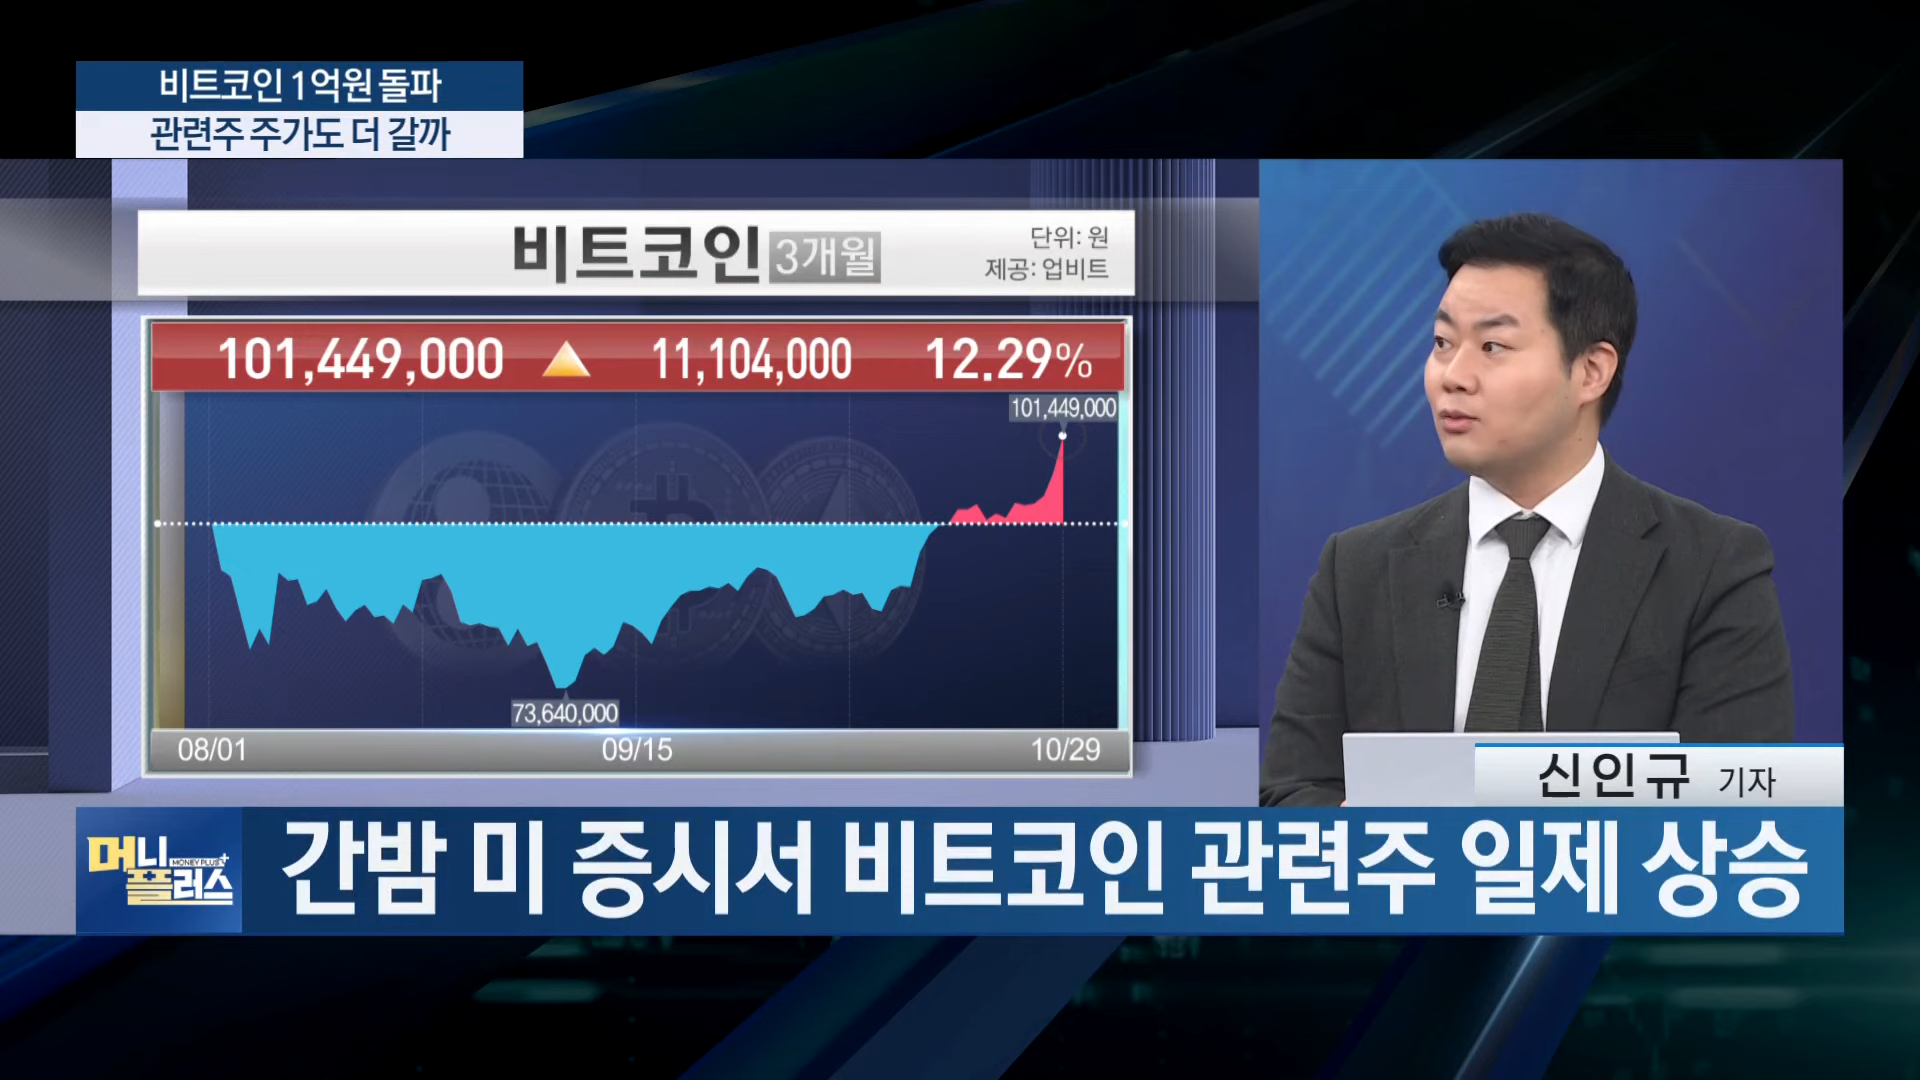 비트코인 1억원 돌파
관련주 주가도 더 갈까
비트코인 3개월
단위: 원
제공: 업비트
101,449,000 ▲ 11,104,000 12.29%
101,449,000
73,640,000
08/01 09/15 10/29
신인규 기자
머니플러스
MONEY PLUS+
간밤 미 증시서 비트코인 관련주 일제 상승